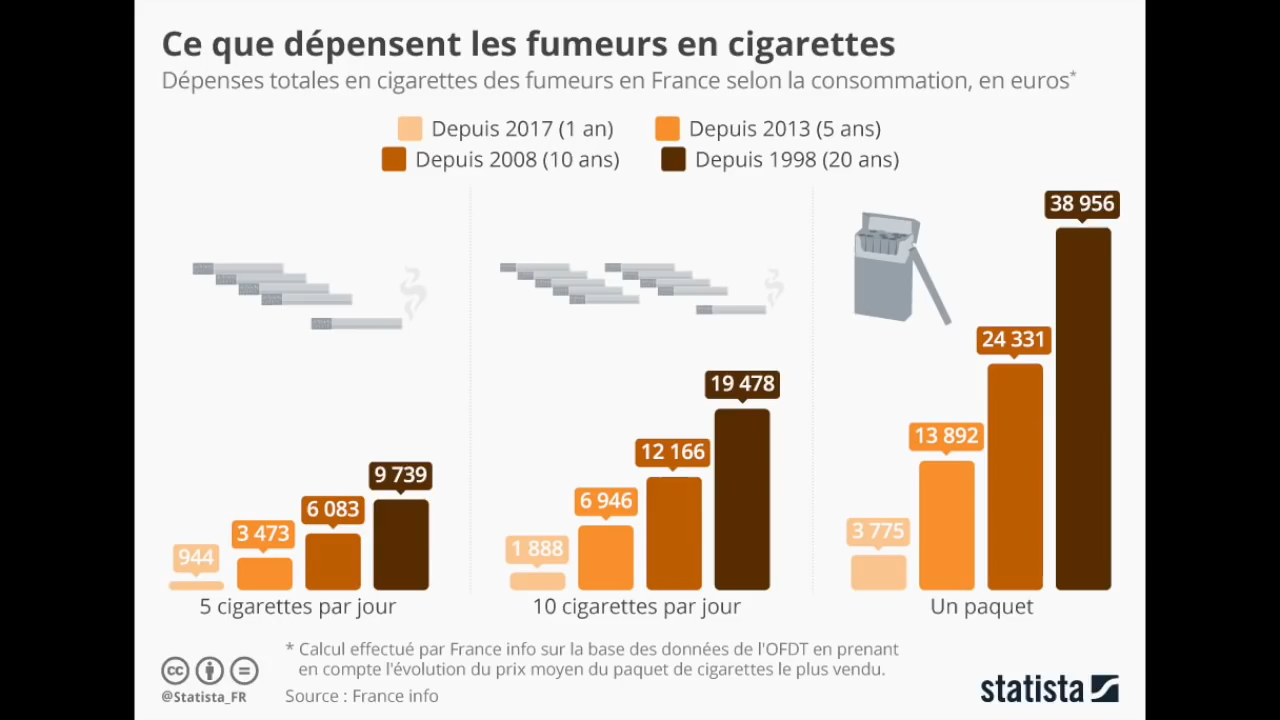 Ce que dépensent les fumeurs en cigarettes
Dépenses totales en cigarettes des fumeurs en France selon la consommation, en euros*
Depuis 2017 (1 an)
Depuis 2013 (5 ans)
Depuis 2008 (10 ans)
Depuis 1998 (20 ans)
944
3 473
6 083
9 739
5 cigarettes par jour
1 888
6 946
12 166
19 478
10 cigarettes par jour
3 775
13 892
24 331
38 956
Un paquet
* Calcul effectué par France info sur la base des données de l'OFDT en prenant
en compte l'évolution du prix moyen du paquet de cigarettes le plus vendu.
cc
@Statista_FR
Source : France info
statista